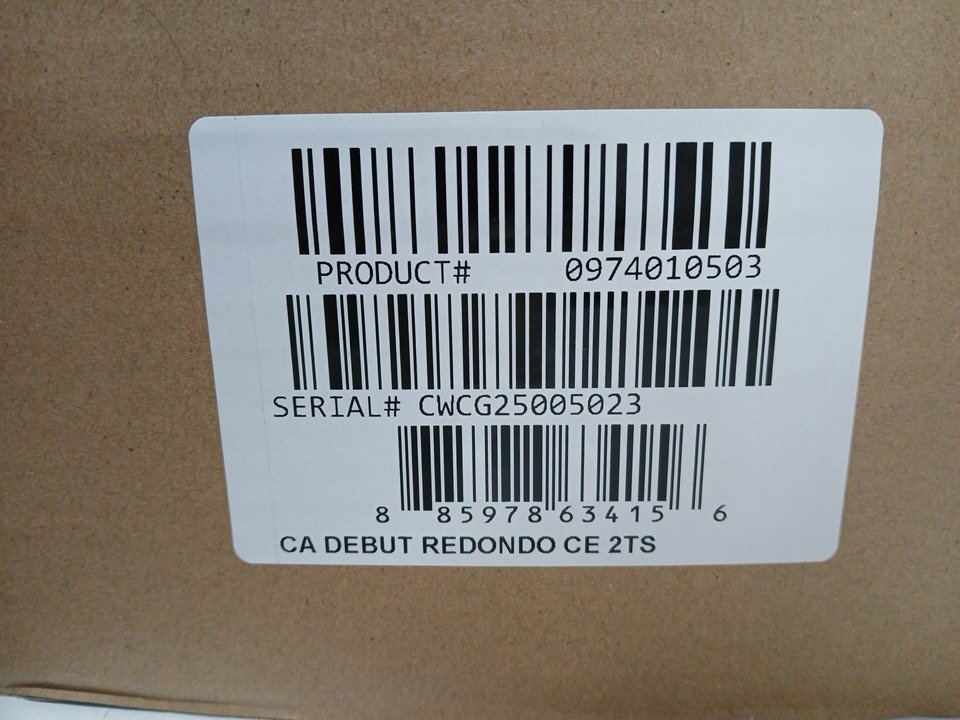 PRODUCT# 0974010503
SERIAL# CWCG25005023
8 85978 63415 6
CA DEBUT REDONDO CE 2TS